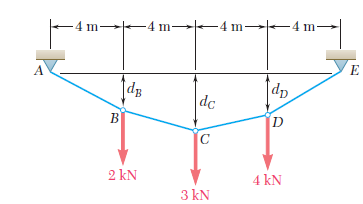 4 m 4 m 4 m 4 m
A E
d_B d_C d_D
B D
C
2 kN 4 kN
3 kN